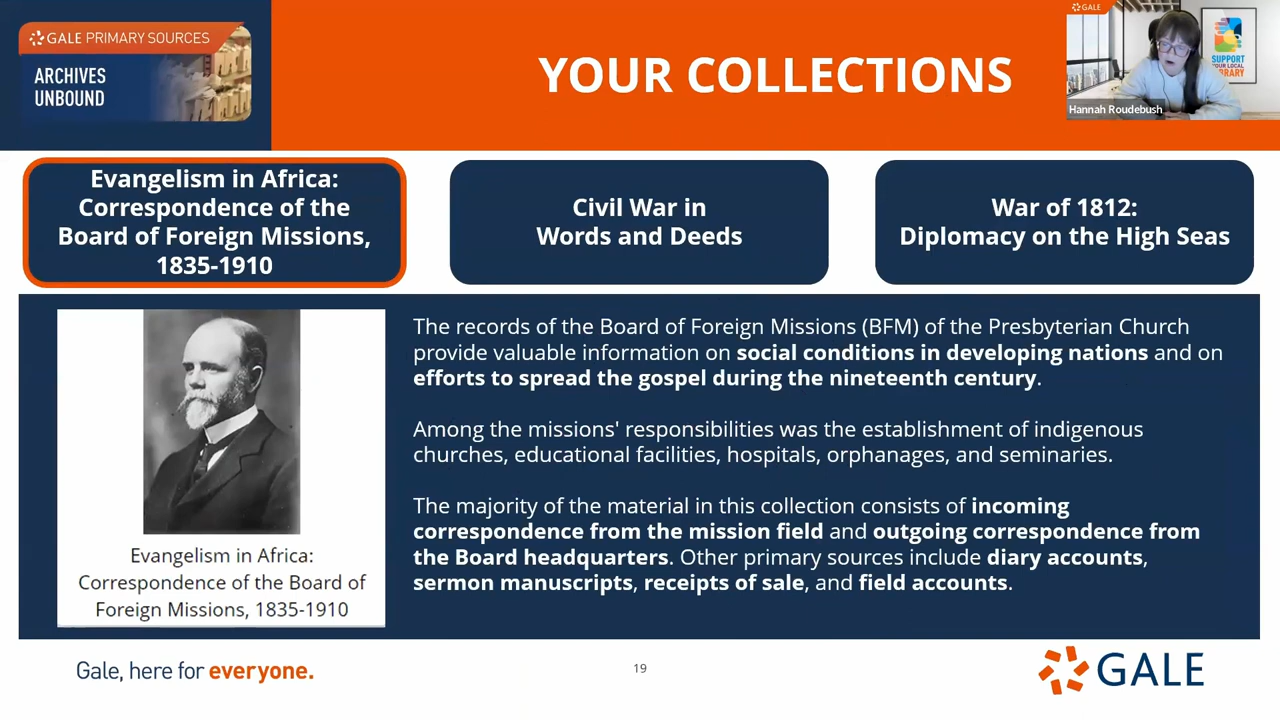 GALE PRIMARY SOURCES
ARCHIVES
UNBOUND
YOUR COLLECTIONS
GALE
SUPPORT
YOUR LOCAL
LIBRARY
Hannah Roudebush
Evangelism in Africa:
Correspondence of the
Board of Foreign Missions,
1835-1910
Civil War in
Words and Deeds
War of 1812:
Diplomacy on the High Seas
Evangelism in Africa:
Correspondence of the Board of
Foreign Missions, 1835-1910
The records of the Board of Foreign Missions (BFM) of the Presbyterian Church
provide valuable information on social conditions in developing nations and on
efforts to spread the gospel during the nineteenth century.
Among the missions' responsibilities was the establishment of indigenous
churches, educational facilities, hospitals, orphanages, and seminaries.
The majority of the material in this collection consists of incoming
correspondence from the mission field and outgoing correspondence from
the Board headquarters. Other primary sources include diary accounts,
sermon manuscripts, receipts of sale, and field accounts.
Gale, here for everyone.
19
GALE